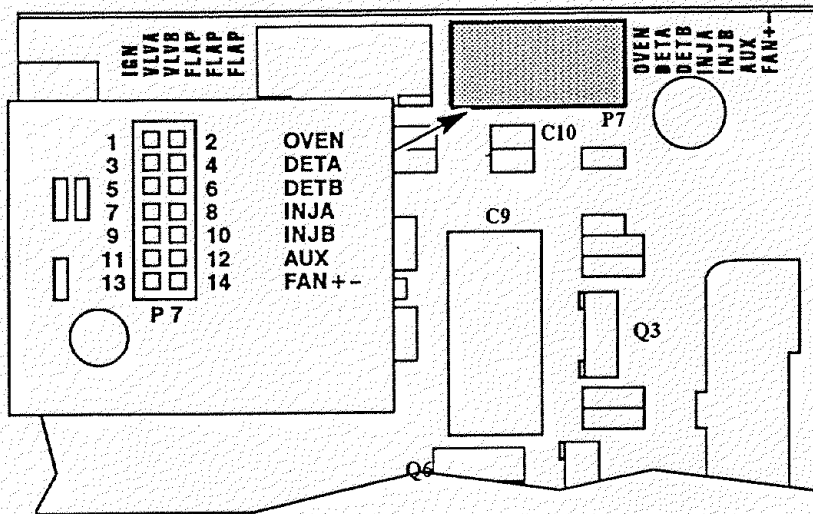 IGN
VLVA
VLVB
FLAP
FLAP
FLAP
OVEN
DETA
DETB
INJA
INJB
AUX
FAN+-
P7
C10
1 2 OVEN
3 4 DETA
5 6 DETB
7 8 INJA
9 10 INJB
11 12 AUX
13 14 FAN+-
P7
C9
Q3
Q6